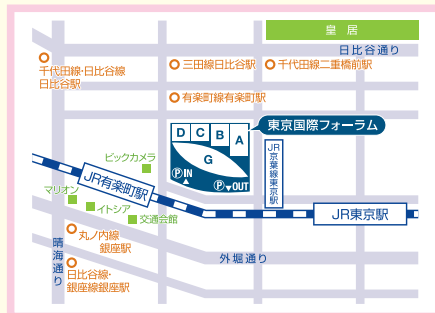 皇 居
日比谷通り
千代田線・日比谷線
日比谷駅
三田線日比谷駅
千代田線二重橋前駅
有楽町線有楽町駅
東京国際フォーラム
D
C
B
A
G
ⓅIN
ⓅOUT
JR
京葉線東京駅
ビックカメラ
JR有楽町駅
マリオン
イトシア
交通会館
JR東京駅
丸ノ内線
銀座駅
晴海通り
外堀通り
日比谷線・
銀座線銀座駅